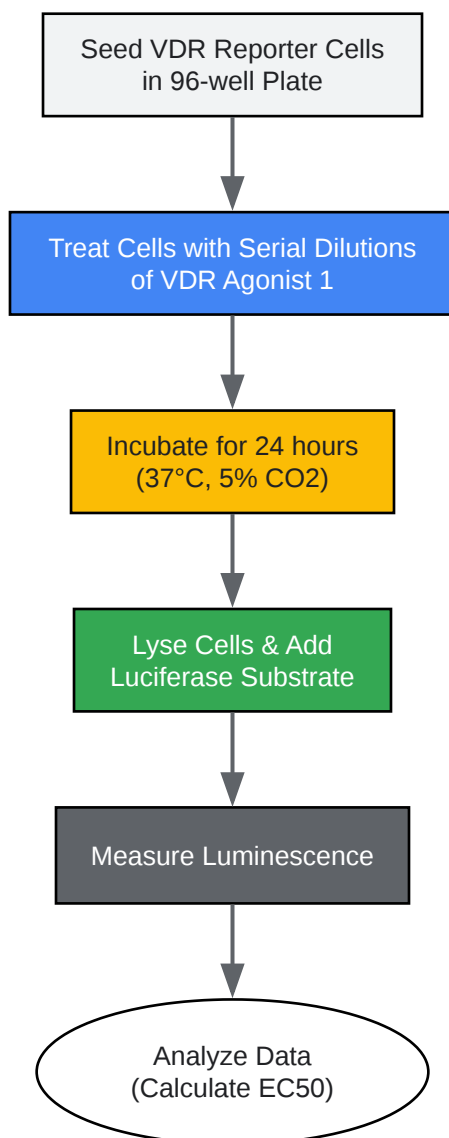 Seed VDR Reporter Cells
in 96-well Plate
Treat Cells with Serial Dilutions
of VDR Agonist 1
Incubate for 24 hours
(37°C, 5% CO2)
Lyse Cells & Add
Luciferase Substrate
Measure Luminescence
Analyze Data
(Calculate EC50)